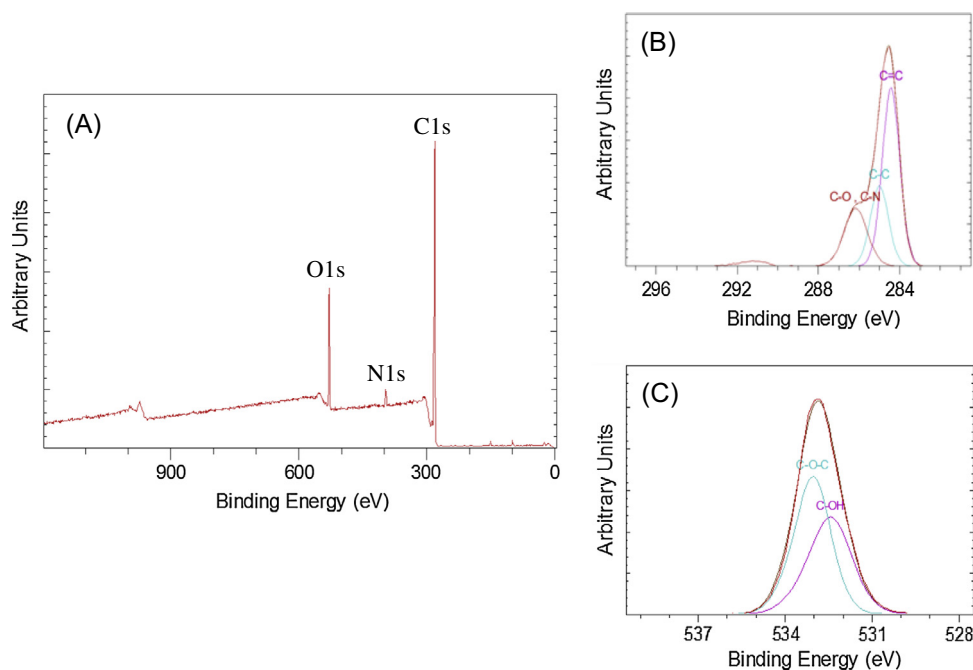 (A)
C1s
O1s
N1s
Arbitrary Units
900
600
300
0
Binding Energy (eV)
(B)
C=C
C-C
C-O , C-N
Arbitrary Units
296
292
288
284
Binding Energy (eV)
(C)
C-O-C
C-OH
Arbitrary Units
537
534
531
528
Binding Energy (eV)